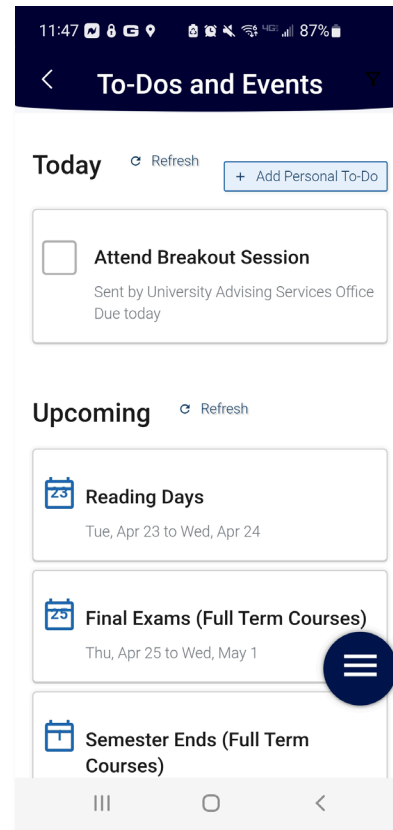 11:47 87%
To-Dos and Events
Today Refresh
+ Add Personal To-Do
Attend Breakout Session
Sent by University Advising Services Office
Due today
Upcoming Refresh
23 Reading Days
Tue, Apr 23 to Wed, Apr 24
25 Final Exams (Full Term Courses)
Thu, Apr 25 to Wed, May 1
1 Semester Ends (Full Term
Courses)